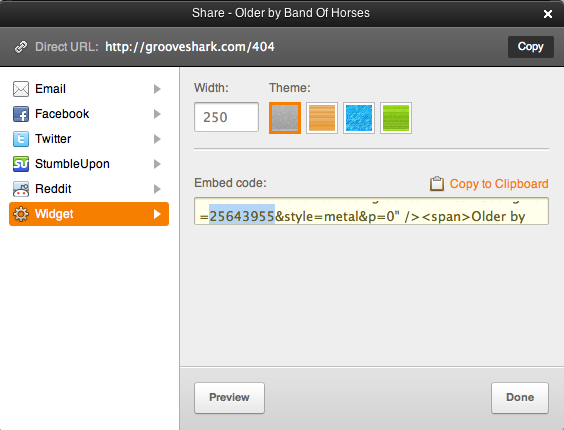 Share - Older by Band Of Horses
Direct URL: http://grooveshark.com/404
Copy
Email
Facebook
Twitter
StumbleUpon
Reddit
Widget
Width:
Theme:
250
Embed code:
Copy to Clipboard
=25643955&style=metal&p=0" /><span>Older by
Preview
Done